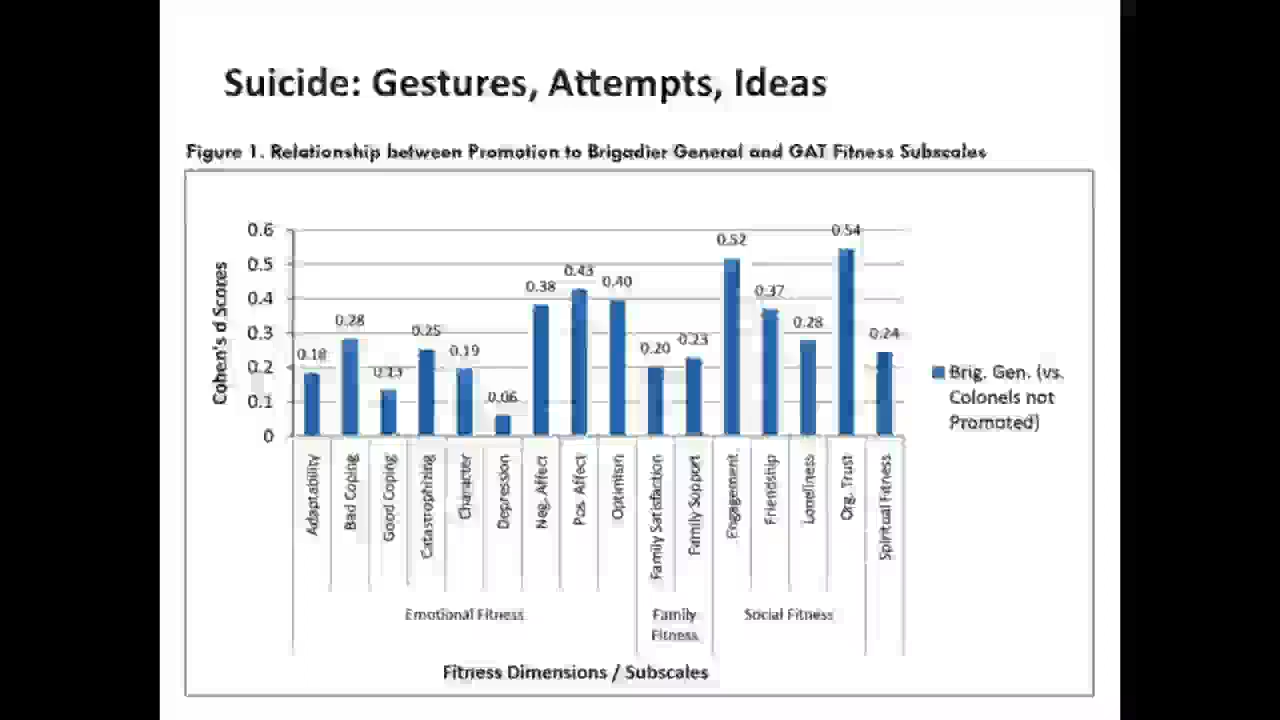 Suicide: Gestures, Attempts, Ideas
Figure 1. Relationship between Promotion to Brigadier General and GAT Fitness Subscales
Cohen's d Scores
0.6
0.5
0.4
0.3
0.2
0.1
0
0.18
0.28
0.13
0.25
0.19
0.06
0.38
0.43
0.40
0.20
0.23
0.52
0.37
0.28
0.54
0.24
Adaptability
Bad Coping
Good Coping
Catastrophizing
Character
Depression
Neg. Affect
Pos. Affect
Optimism
Family Satisfaction
Family Support
Engagement
Friendship
Loneliness
Org. Trust
Spiritual Fitness
Emotional Fitness
Family
Fitness
Social Fitness
Fitness Dimensions / Subscales
Brig. Gen. (vs.
Colonels not
Promoted)